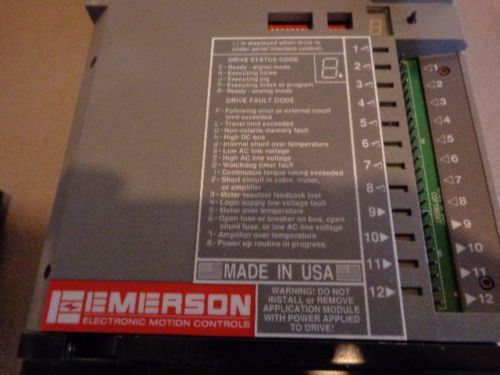 (.) is displayed when drive is
under serial interface control.
DRIVE STATUS CODE
- Ready - digital mode
- Executing home
- Executing jog
- Executing index or program
- Ready - analog mode
DRIVE FAULT CODE
F - Following error or external count
limit exceeded
L - Travel limit exceeded
U - Non-volatile memory fault
h - High DC bus
d - Internal shunt over temperature
- Low AC line voltage
- High AC line voltage
- Watchdog timer fault
1 - Continuous torque rating exceeded
2 - Short circuit in cable, motor,
or amplifier
3 - Motor resolver feedback lost
4 - Logic supply low voltage fault
5 - Motor over temperature
6 - Open fuse or breaker on bus, open
shunt fuse, or low AC line voltage
7 - Amplifier over temperature
8 - Power up routine in progress
8.
MADE IN USA
EMERSON
ELECTRONIC MOTION CONTROLS
WARNING! DO NOT
INSTALL or REMOVE
APPLICATION MODULE
WITH POWER APPLIED
TO DRIVE!
1
2
3
4
5
6
7
8
9
10
11
12
1
2
3
4
5
6
7
8
9
10
11
12